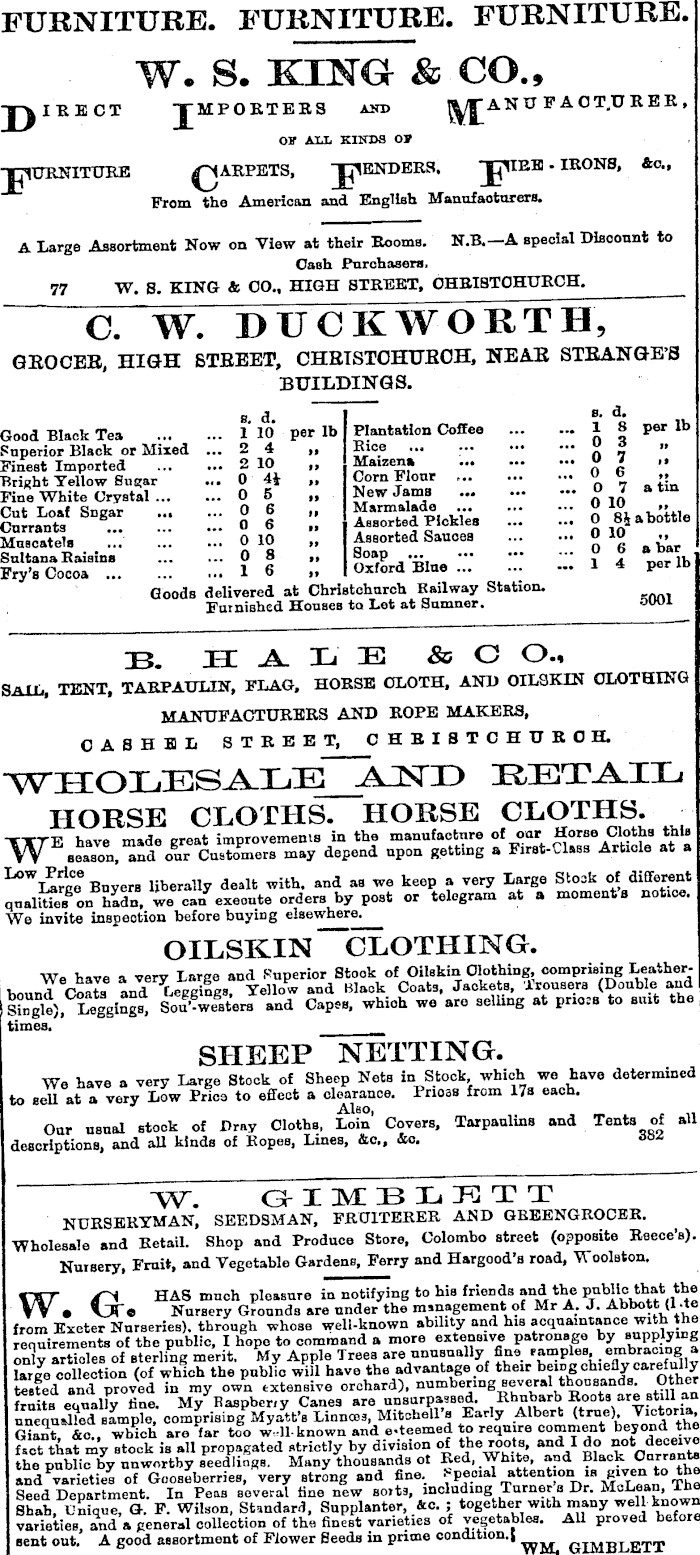 FURNITURE. FURNITURE. FURNITURE.
W. S. KING & CO.,
DIRECT IMPORTERS AND MANUFACTURER,
OF ALL KINDS OF
FURNITURE CARPETS, FENDERS, FIRE-IRONS, &c.,
From the American and English Manufacturers.
A Large Assortment Now on View at their Rooms. N.B.—A special Discount to
Cash Purchasers.
77 W. S. KING & CO., HIGH STREET, CHRISTCHURCH.
C. W. DUCKWORTH,
GROCER, HIGH STREET, CHRISTCHURCH, NEAR STRANGE'S
BUILDINGS.
s. d.
Good Black Tea ... ... 1 10 per lb
Superior Black or Mixed ... 2 4 „
Finest Imported ... ... 2 10 „
Bright Yellow Sugar ... 0 4½ „
Fine White Crystal ... ... 0 5 „
Cut Loaf Sngar ... ... 0 6 „
Currants ... ... ... 0 6 „
Muscatels ... ... ... 0 10 „
Sultana Raisins ... ... 0 8 „
Fry's Cocoa ... ... ... 1 6 „
s. d.
Plantation Coffee ... ... 1 8 per lb
Rice ... ... ... 0 3 „
Maizena ... ... 0 7 „
Corn Flour ... ... ... 0 6 „
New Jams ... ... 0 7 a tin
Marmalade ... ... ... 0 10 „
Assorted Pickles ... ... 0 8½ a bottle
Assorted Sauces ... ... 0 10 „
Soap ... ... ... ... 0 6 a bar
Oxford Blue ... ... ... 1 4 per lb
Goods delivered at Christchurch Railway Station.
Furnished Houses to Let at Sumner. 5001
B. HALE & CO.,
SAIL, TENT, TARPAULIN, FLAG, HORSE CLOTH, AND OILSKIN CLOTHING
MANUFACTURERS AND ROPE MAKERS,
CASHEL STREET, CHRISTCHURCH.
WHOLESALE AND RETAIL
HORSE CLOTHS. HORSE CLOTHS.
WE have made great improvements in the manufacture of our Horse Cloths this
season, and our Customers may depend upon getting a First-Class Article at a
Low Price
Large Buyers liberally dealt with, and as we keep a very Large Stock of different
qualities on hadn, we can execute orders by post or telegram at a moment's notice.
We invite inspection before buying elsewhere.
OILSKIN CLOTHING.
We have a very Large and Superior Stock of Oilskin Clothing, comprising Leather-
bound Coats and Leggings, Yellow and Black Coats, Jackets, Trousers (Double and
Single), Leggings, Sou'-westers and Capes, which we are selling at prices to suit the
times.
SHEEP NETTING.
We have a very Large Stock of Sheep Nets in Stock, which we have determined
to sell at a very Low Price to effect a clearance. Prices from 17s each.
Also,
Our usual stock of Dray Cloths, Loin Covers, Tarpaulins and Tents of all
descriptions, and all kinds of Ropes, Lines, &c., &c. 382
W. GIMBLETT
NURSERYMAN, SEEDSMAN, FRUITERER AND GREENGROCER.
Wholesale and Retail. Shop and Produce Store, Colombo street (opposite Reece's).
Nursery, Fruit, and Vegetable Gardens, Ferry and Hargood's road, Woolston.
W. G. HAS much pleasure in notifying to his friends and the public that the
Nursery Grounds are under the management of Mr A. J. Abbott (late
from Exeter Nurseries), through whose well-known ability and his acquaintance with the
requirements of the public, I hope to command a more extensive patronage by supplying
only articles of sterling merit. My Apple Trees are unusually fine samples, embracing a
large collection (of which the public will have the advantage of their being chiefly carefully
tested and proved in my own extensive orchard), numbering several thousands. Other
fruits equally fine. My Raspberry Canes are unsurpassed. Rhubarb Roots are still an
unequalled sample, comprising Myatt's Linnœs, Mitchell's Early Albert (true), Victoria,
Giant, &c., which are far too well-known and esteemed to require comment beyond the
fact that my stock is all propagated strictly by division of the roots, and I do not deceive
the public by unworthy seedlings. Many thousands of Red, White, and Black Currants
and varieties of Gooseberries, very strong and fine. Special attention is given to the
Seed Department. In Peas several fine new sorts, including Turner's Dr. McLean, The
Shah, Unique, G. F. Wilson, Standard, Supplanter, &c. ; together with many well known
varieties, and a general collection of the finest varieties of vegetables. All proved before
sent out. A good assortment of Flower Seeds in prime condition.
WM. GIMBLETT